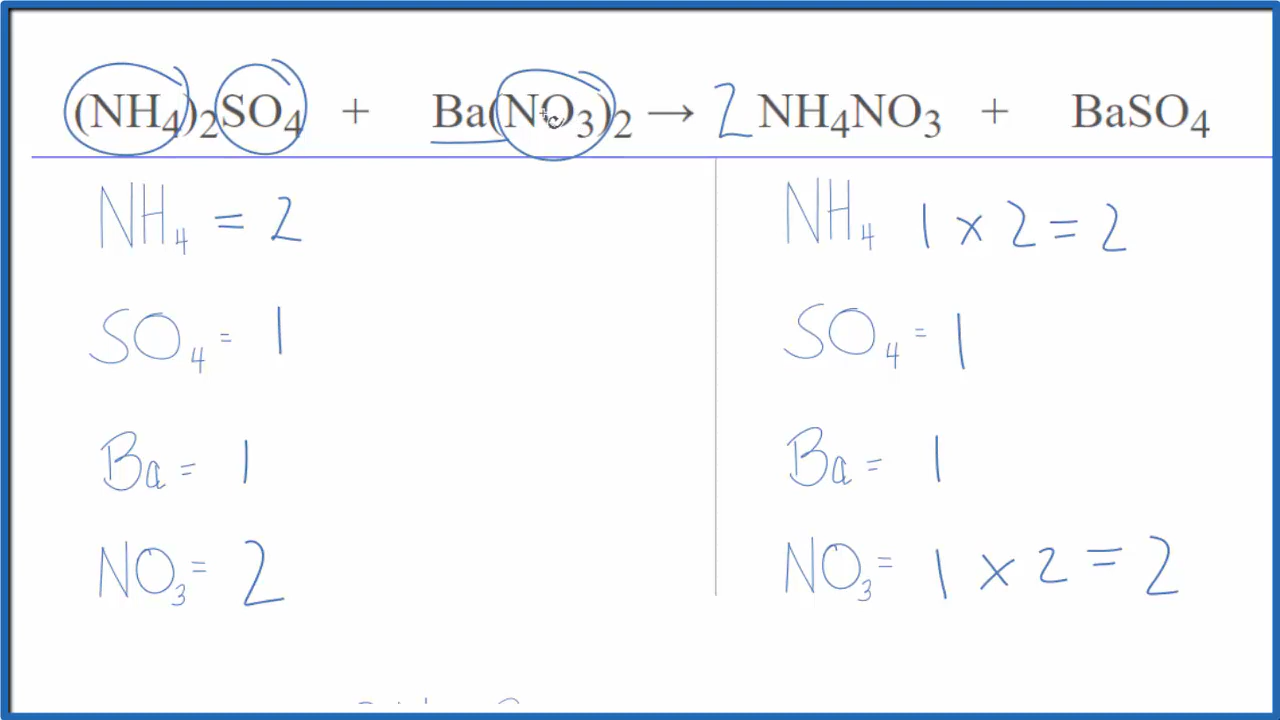 (NH₄)₂SO₄ + Ba(NO₃)₂ → 2 NH₄NO₃ + BaSO₄
NH₄ = 2
SO₄ = 1
Ba = 1
NO₃ = 2
NH₄ 1 x 2 = 2
SO₄ = 1
Ba = 1
NO₃ = 1 x 2 = 2